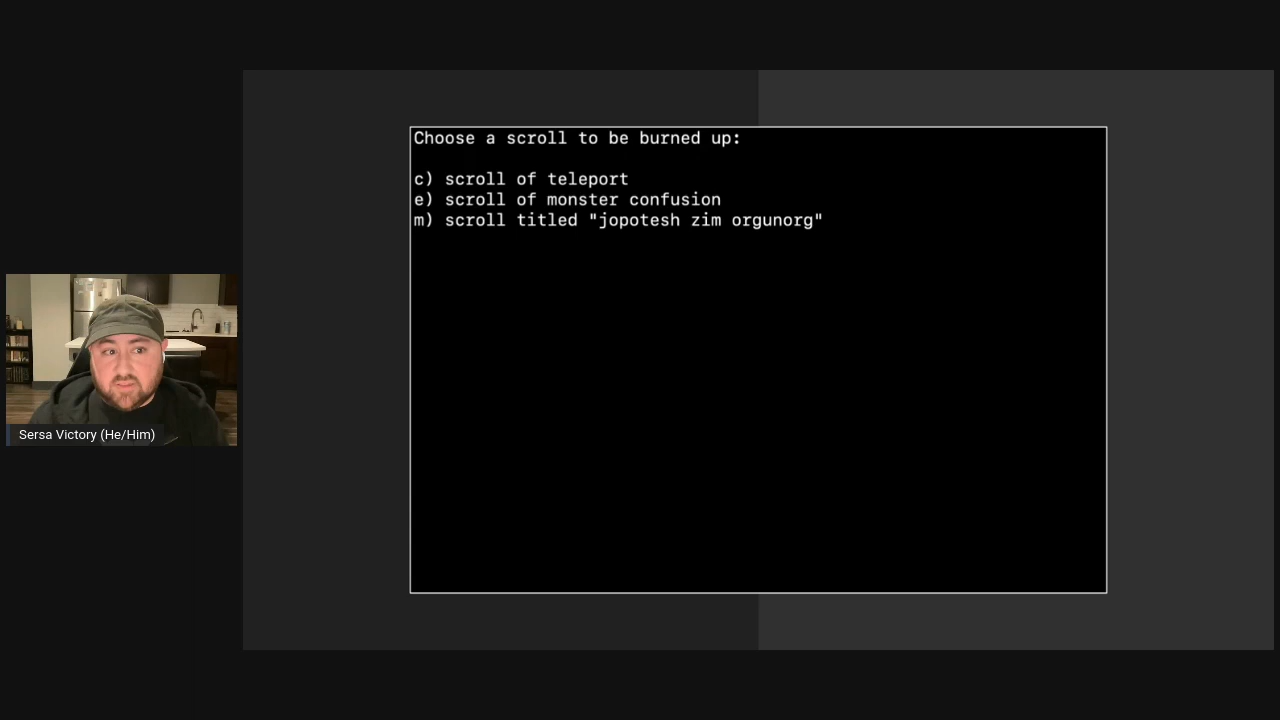 Choose a scroll to be burned up:
c) scroll of teleport
e) scroll of monster confusion
m) scroll titled "jopotesh zim orgunorg"
Sersa Victory (He/Him)